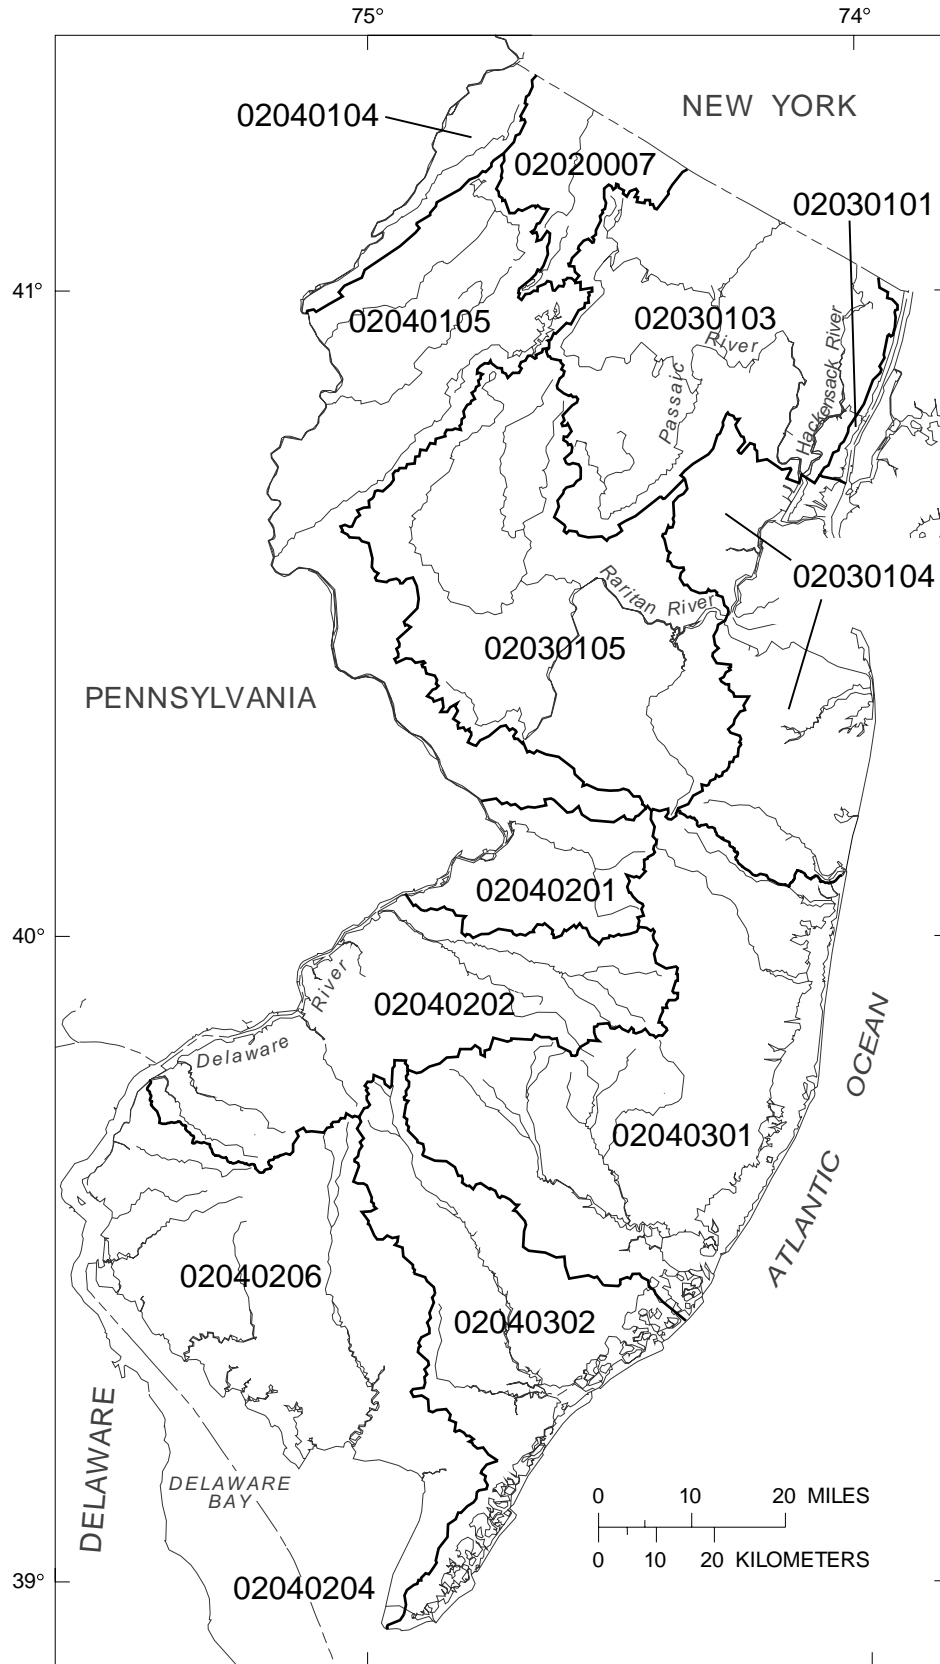 75°
74°
NEW YORK
02040104
02020007
02030101
41°
02040105
02030103
River
Passaic
Hackensack River
02030104
Raritan River
02030105
PENNSYLVANIA
02040201
40°
02040202
River
Delaware
OCEAN
ATLANTIC
02040301
02040206
02040302
DELAWARE
DELAWARE
BAY
0 10 20 MILES
0 10 20 KILOMETERS
39°
02040204